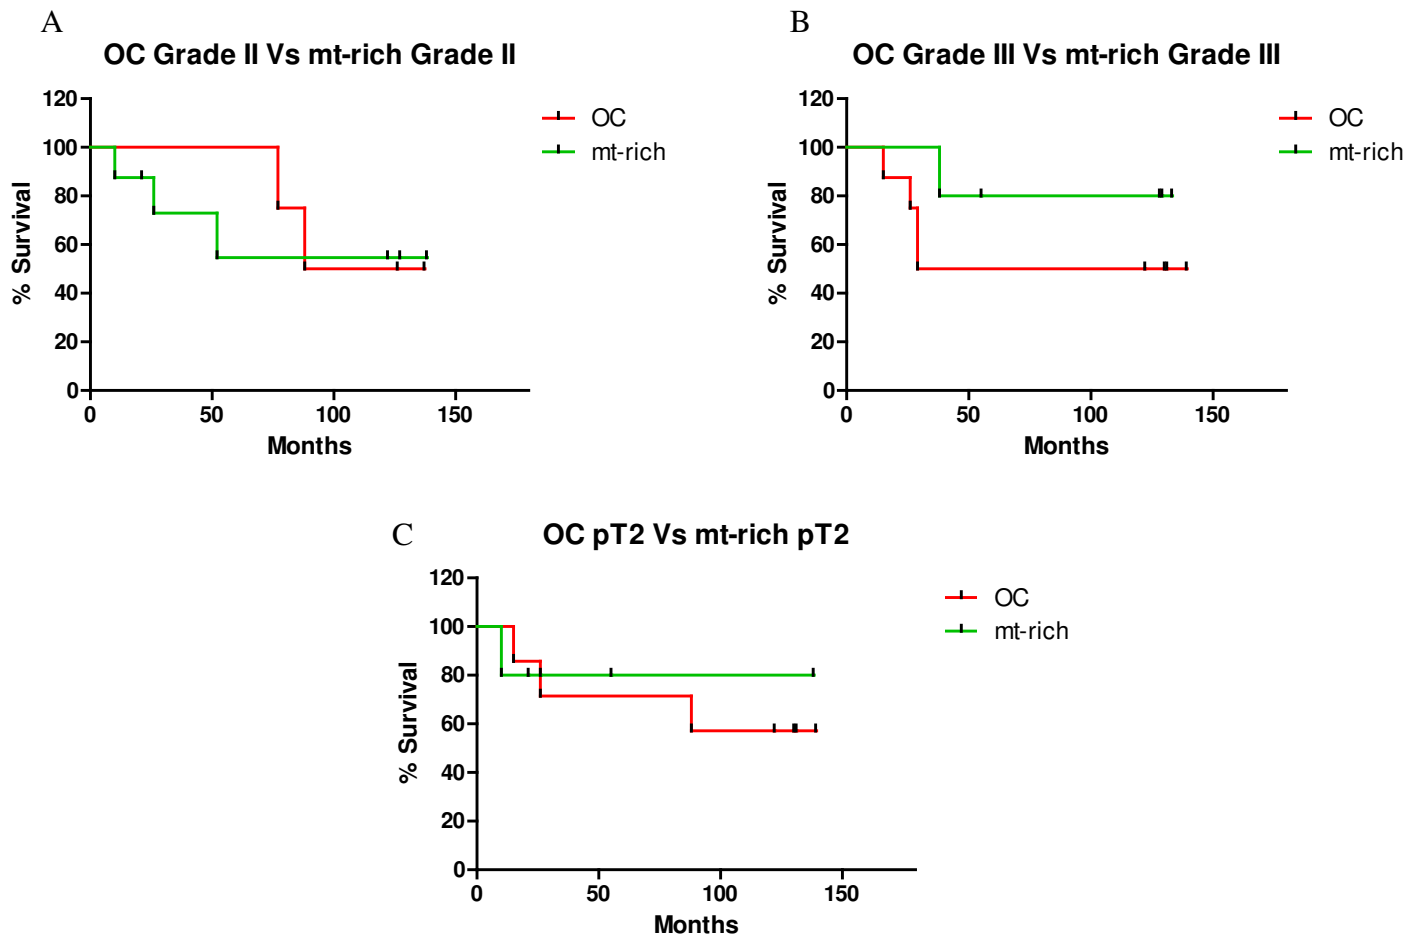 A
OC Grade II Vs mt-rich Grade II
120
100
80
60
40
20
0
% Survival
0 50 100 150
Months
OC
mt-rich
B
OC Grade III Vs mt-rich Grade III
120
100
80
60
40
20
0
% Survival
0 50 100 150
Months
OC
mt-rich
C
OC pT2 Vs mt-rich pT2
120
100
80
60
40
20
0
% Survival
0 50 100 150
Months
OC
mt-rich